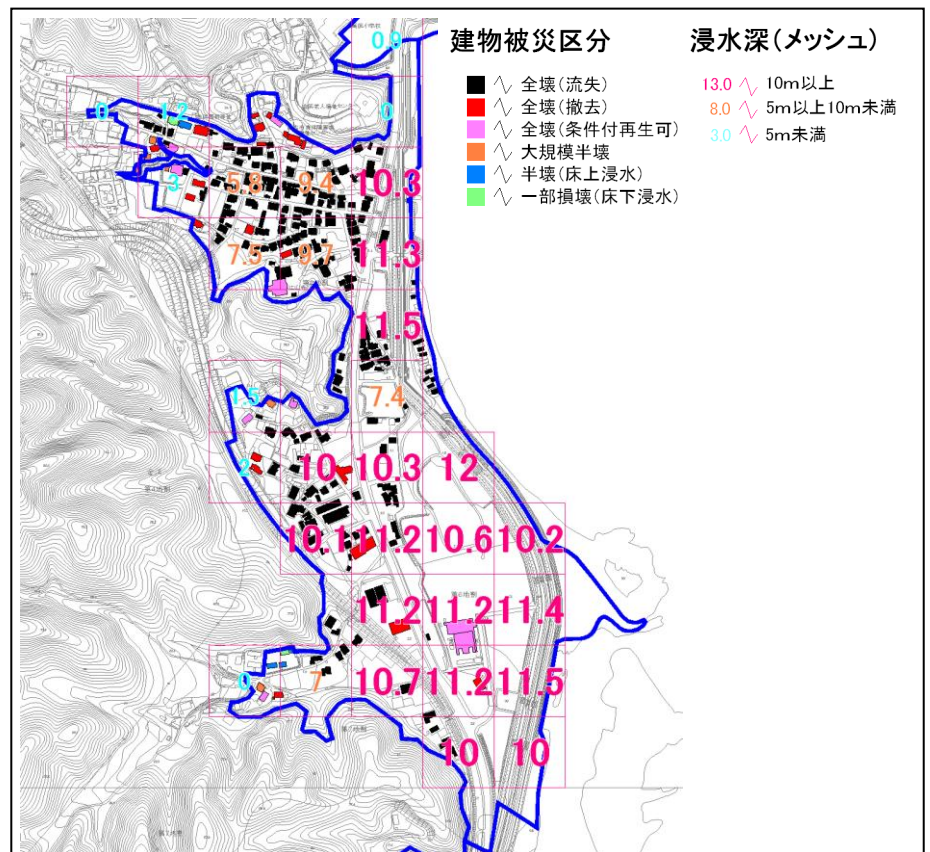 建物被災区分
全壊(流失)
全壊(撤去)
全壊(条件付再生可)
大規模半壊
半壊(床上浸水)
一部損壊(床下浸水)
浸水深(メッシュ)
13.0 10m以上
8.0 5m以上10m未満
3.0 5m未満
0.9
0 1.2 0
3 5.8 9.4 10.3
7.5 9.7 11.3
11.5
1.5 7.4
2 10 10.3 12
10.1 11.2 10.6 10.2
第6地割
11.2 11.2 11.4
0 7 10.7 11.2 11.5
10 10